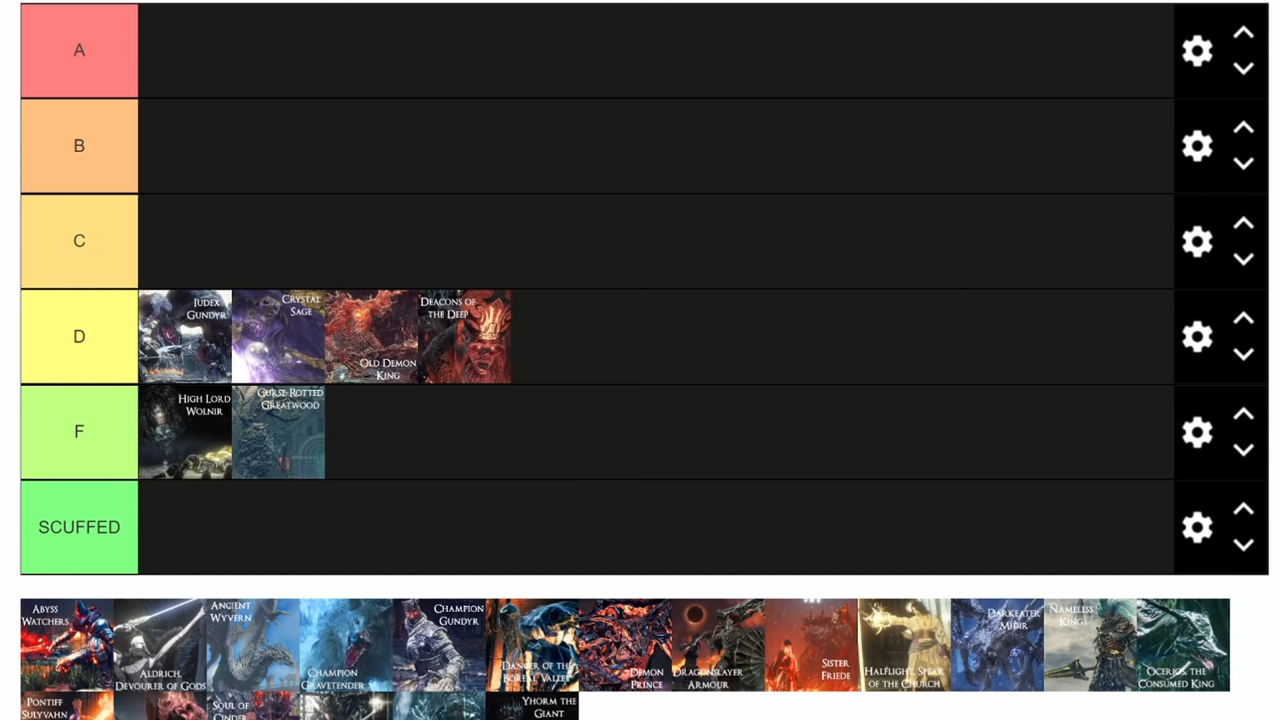 A
B
C
D
JUDEX
GUNDYR
CRYSTAL
SAGE
OLD DEMON
KING
DEACONS OF
THE DEEP
F
HIGH LORD
WOLNIR
CURSE-ROTTED
GREATWOOD
SCUFFED
ABYSS
WATCHERS
ALDRICH,
DEVOURER OF GODS
ANCIENT
WYVERN
CHAMPION
GRAVETENDER
CHAMPION
GUNDYR
DANCER OF THE
BOREAL VALLEY
DEMON
PRINCE
DRAGONSLAYER
ARMOUR
SISTER
FRIEDE
HALFLIGHT, SPEAR
OF THE CHURCH
DARKEATER
MIDIR
NAMELESS
KING
OCEIROS, THE
CONSUMED KING
PONTIFF
SULYVAHN
SOUL OF
CINDER
YHORM THE
GIANT